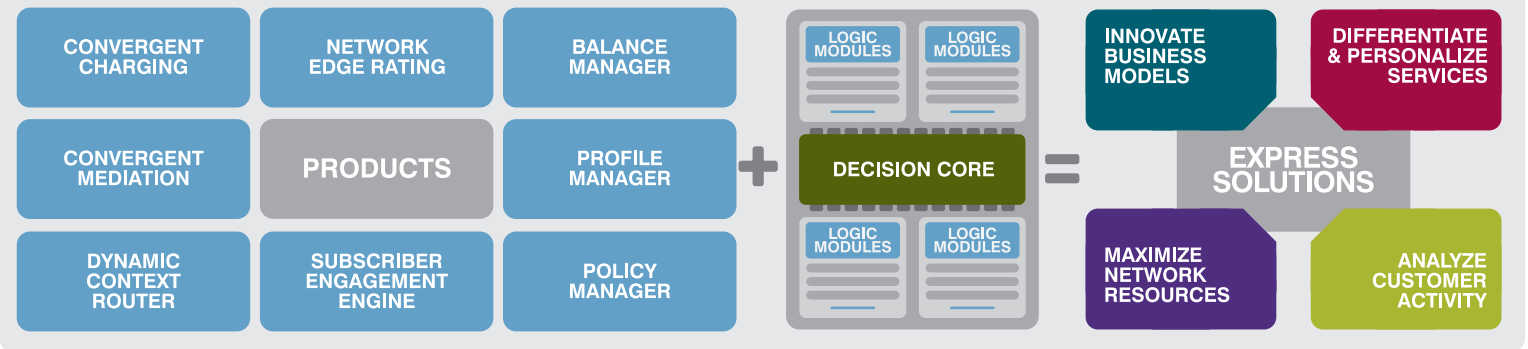 CONVERGENT
CHARGING
NETWORK
EDGE RATING
BALANCE
MANAGER
CONVERGENT
MEDIATION
PRODUCTS
PROFILE
MANAGER
DYNAMIC
CONTEXT
ROUTER
SUBSCRIBER
ENGAGEMENT
ENGINE
POLICY
MANAGER
+
LOGIC
MODULES
LOGIC
MODULES
DECISION CORE
LOGIC
MODULES
LOGIC
MODULES
=
INNOVATE
BUSINESS
MODELS
DIFFERENTIATE
& PERSONALIZE
SERVICES
EXPRESS
SOLUTIONS
MAXIMIZE
NETWORK
RESOURCES
ANALYZE
CUSTOMER
ACTIVITY